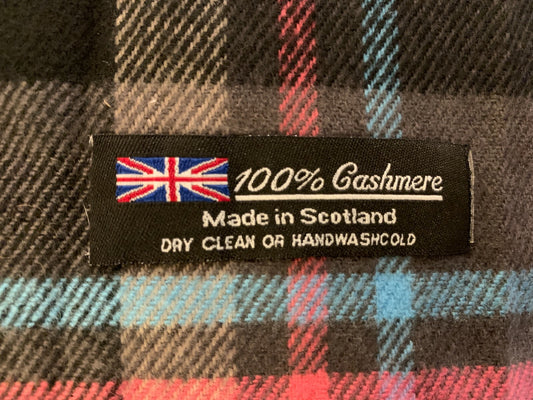 100% Cashmere
Made in Scotland
DRY CLEAN OR HANDWASHCOLD